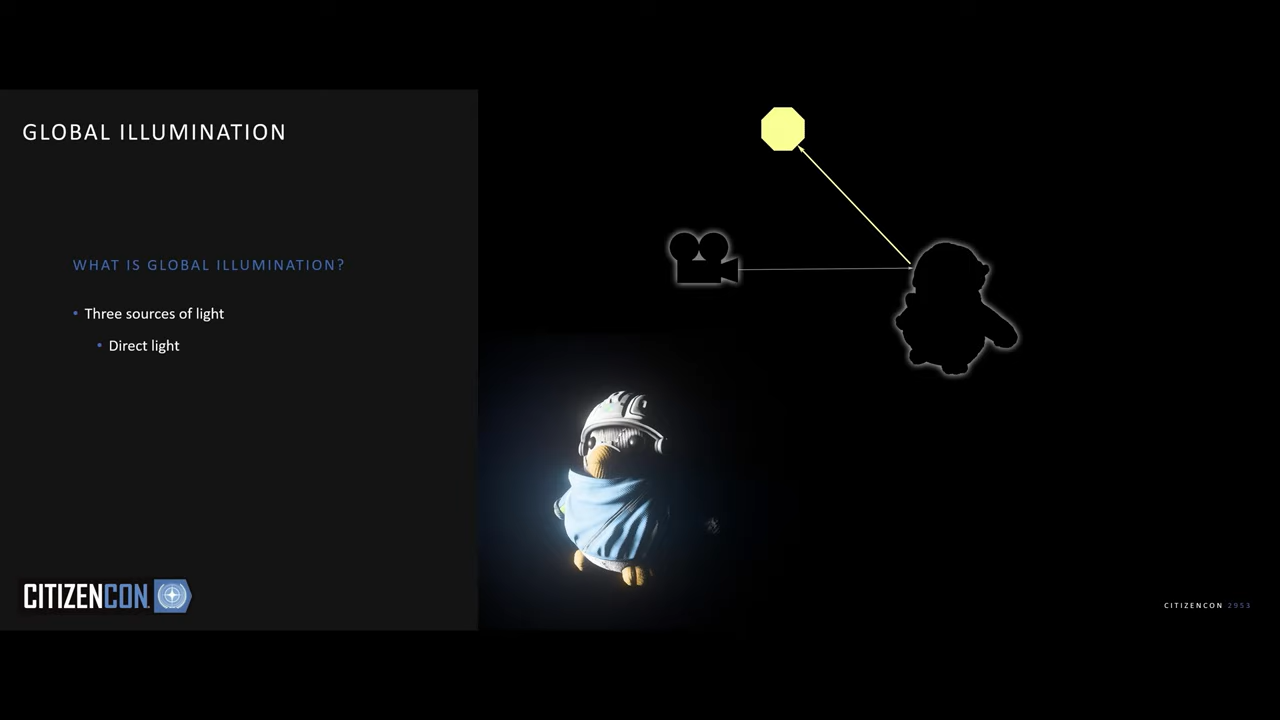 GLOBAL ILLUMINATION
WHAT IS GLOBAL ILLUMINATION?
• Three sources of light
• Direct light
CITIZENCON
CITIZENCON 2953